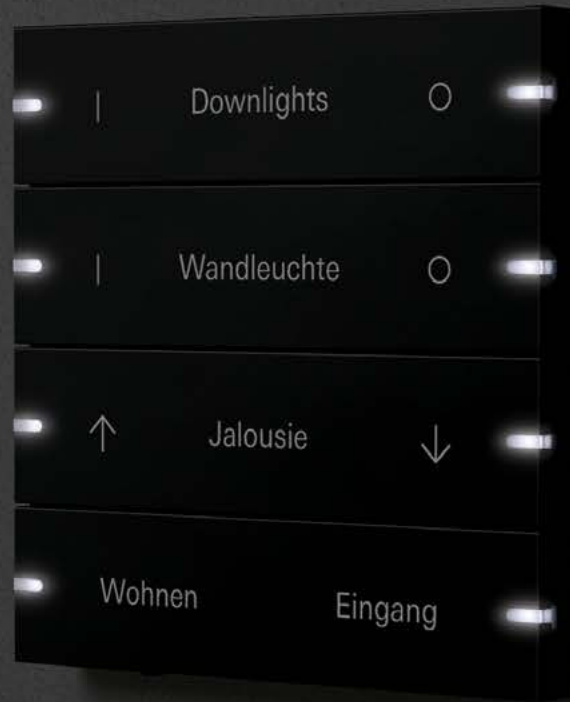 | Downlights O
| Wandleuchte O
↑ Jalousie ↓
Wohnen Eingang